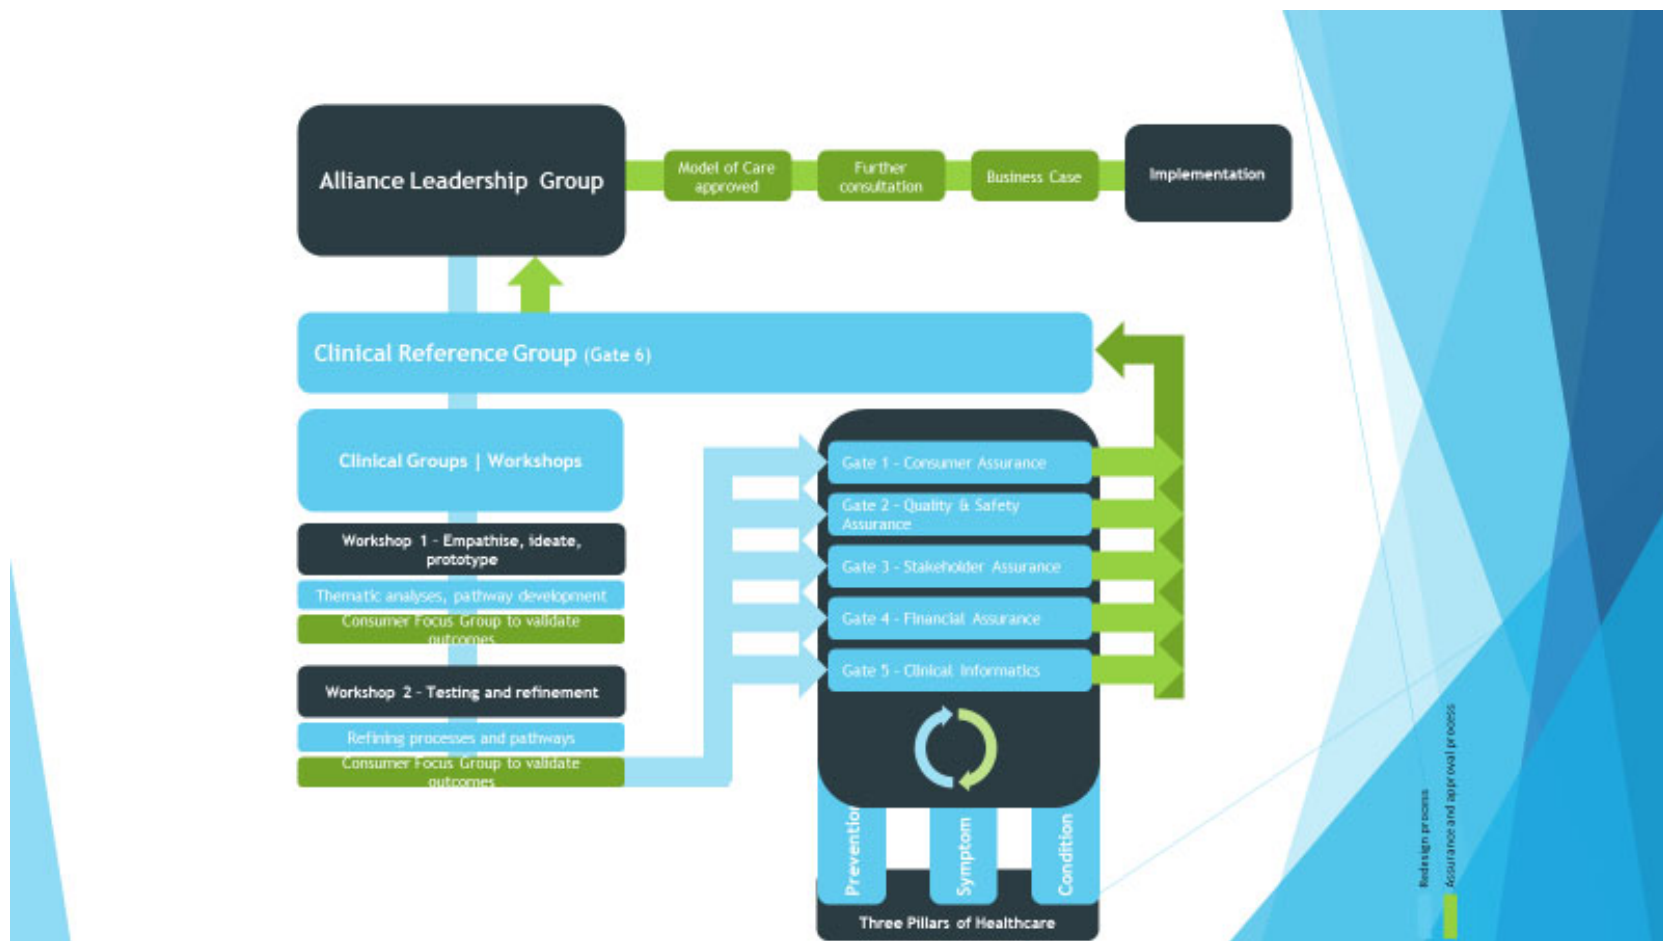 Alliance Leadership Group
Model of Care
approved
Further
consultation
Business Case
Implementation
Clinical Reference Group (Gate 6)
Clinical Groups | Workshops
Workshop 1 – Empathise, ideate,
prototype
Thematic analyses, pathway development
Consumer Focus Group to validate
outcomes
Workshop 2 – Testing and refinement
Refining processes and pathways
Consumer Focus Group to validate
outcomes
Gate 1 – Consumer Assurance
Gate 2 – Quality & Safety
Assurance
Gate 3 – Stakeholder Assurance
Gate 4 – Financial Assurance
Gate 5 – Clinical Informatics
Prevention
Symptom
Condition
Three Pillars of Healthcare
Redesign process
Assurance and approval process